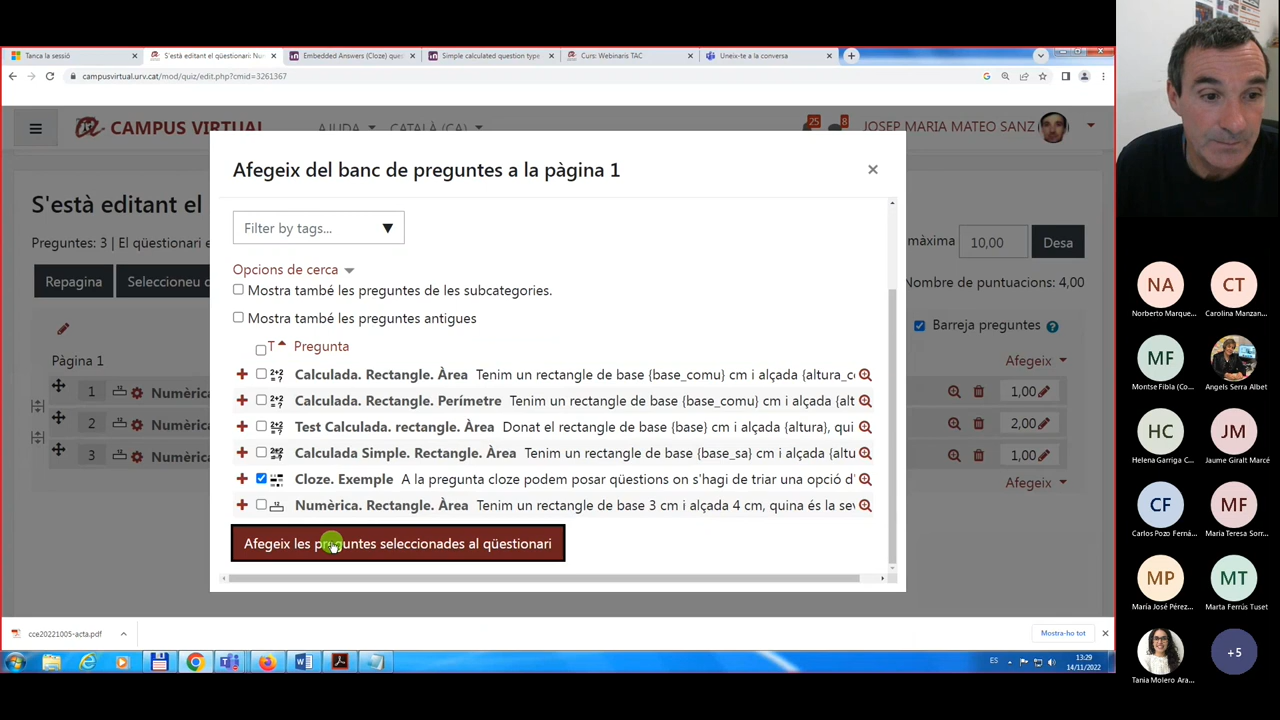 Tanca la sessió
S'està editant el qüestionari: Nu
Embedded Answers (Cloze) que
Simple calculated question type
Curs: Webinaris TAC
Uneix-te a la conversa
campusvirtual.urv.cat/mod/quiz/edit.php?cmid=3261367
CAMPUS VIRTUAL
AJUDA
CATALÀ (CA)
25
8
JOSEP MARIA MATEO SANZ
Afegeix del banc de preguntes a la pàgina 1
S'està editant el
Filter by tags...
Preguntes: 3 | El qüestionari e
màxima
10,00
Desa
Repagina
Seleccioneu
Opcions de cerca
Nombre de puntuacions: 4,00
Mostra també les preguntes de les subcategories.
Mostra també les preguntes antigues
Barreja preguntes
T Pregunta
Pàgina 1
Afegeix
Calculada. Rectangle. Àrea Tenim un rectangle de base {base_comu} cm i alçada {altura_c
1 Numèric
1,00
Calculada. Rectangle. Perímetre Tenim un rectangle de base {base_comu} cm i alçada {alt
2 Numèric
2,00
Test Calculada. rectangle. Àrea Donat el rectangle de base {base} cm i alçada {altura}, qui
Calculada Simple. Rectangle. Àrea Tenim un rectangle de base {base_sa} cm i alçada {altu
3 Numèric
1,00
Cloze. Exemple A la pregunta cloze podem posar qüestions on s'hagi de triar una opció d'
Afegeix
Numèrica. Rectangle. Àrea Tenim un rectangle de base 3 cm i alçada 4 cm, quina és la sev
Afegeix les preguntes seleccionades al qüestionari
cce20221005-acta.pdf
Mostra-ho tot
ES
13:29
14/11/2022
NA
CT
Norberto Marque...
Carolina Manzan...
MF
Montse Fibla (Co...
Angels Serra Albet
HC
JM
Helena Garriga C...
Jaume Giralt Marcé
CF
MF
Carlos Pozo Ferná...
Maria Teresa Sorr...
MP
MT
María José Pérez...
Marta Ferrús Tuset
+5
Tania Molero Ara...